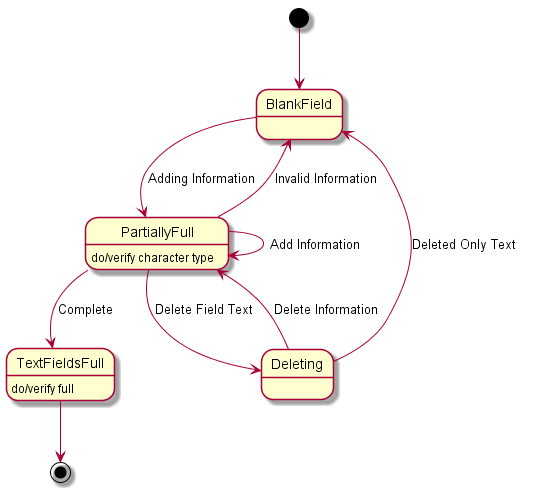 BlankField
Adding Information
Invalid Information
PartiallyFull
do/verify character type
Add Information
Deleted Only Text
Complete
Delete Field Text
Delete Information
TextFieldsFull
do/verify full
Deleting